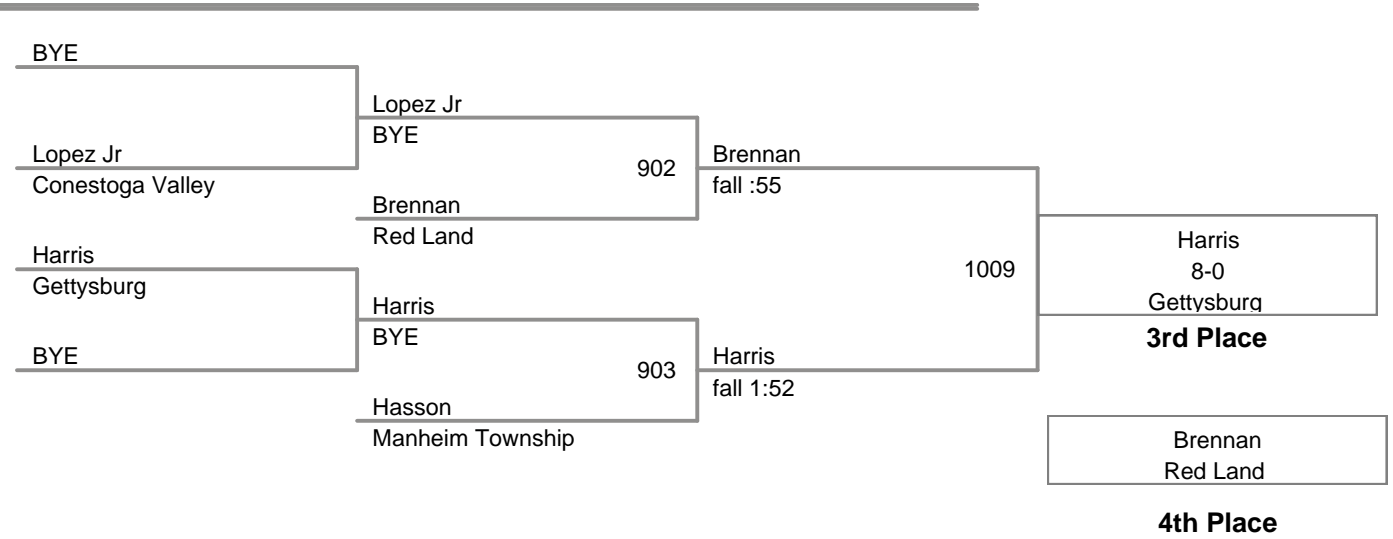 BYE
Lopez Jr
BYE
Lopez Jr
Conestoga Valley
902
Brennan
fall :55
Brennan
Red Land
Harris
Gettysburg
1009
Harris
8-0
Gettysburg
3rd Place
Harris
BYE
BYE
903
Harris
fall 1:52
Hasson
Manheim Township
Brennan
Red Land
4th Place